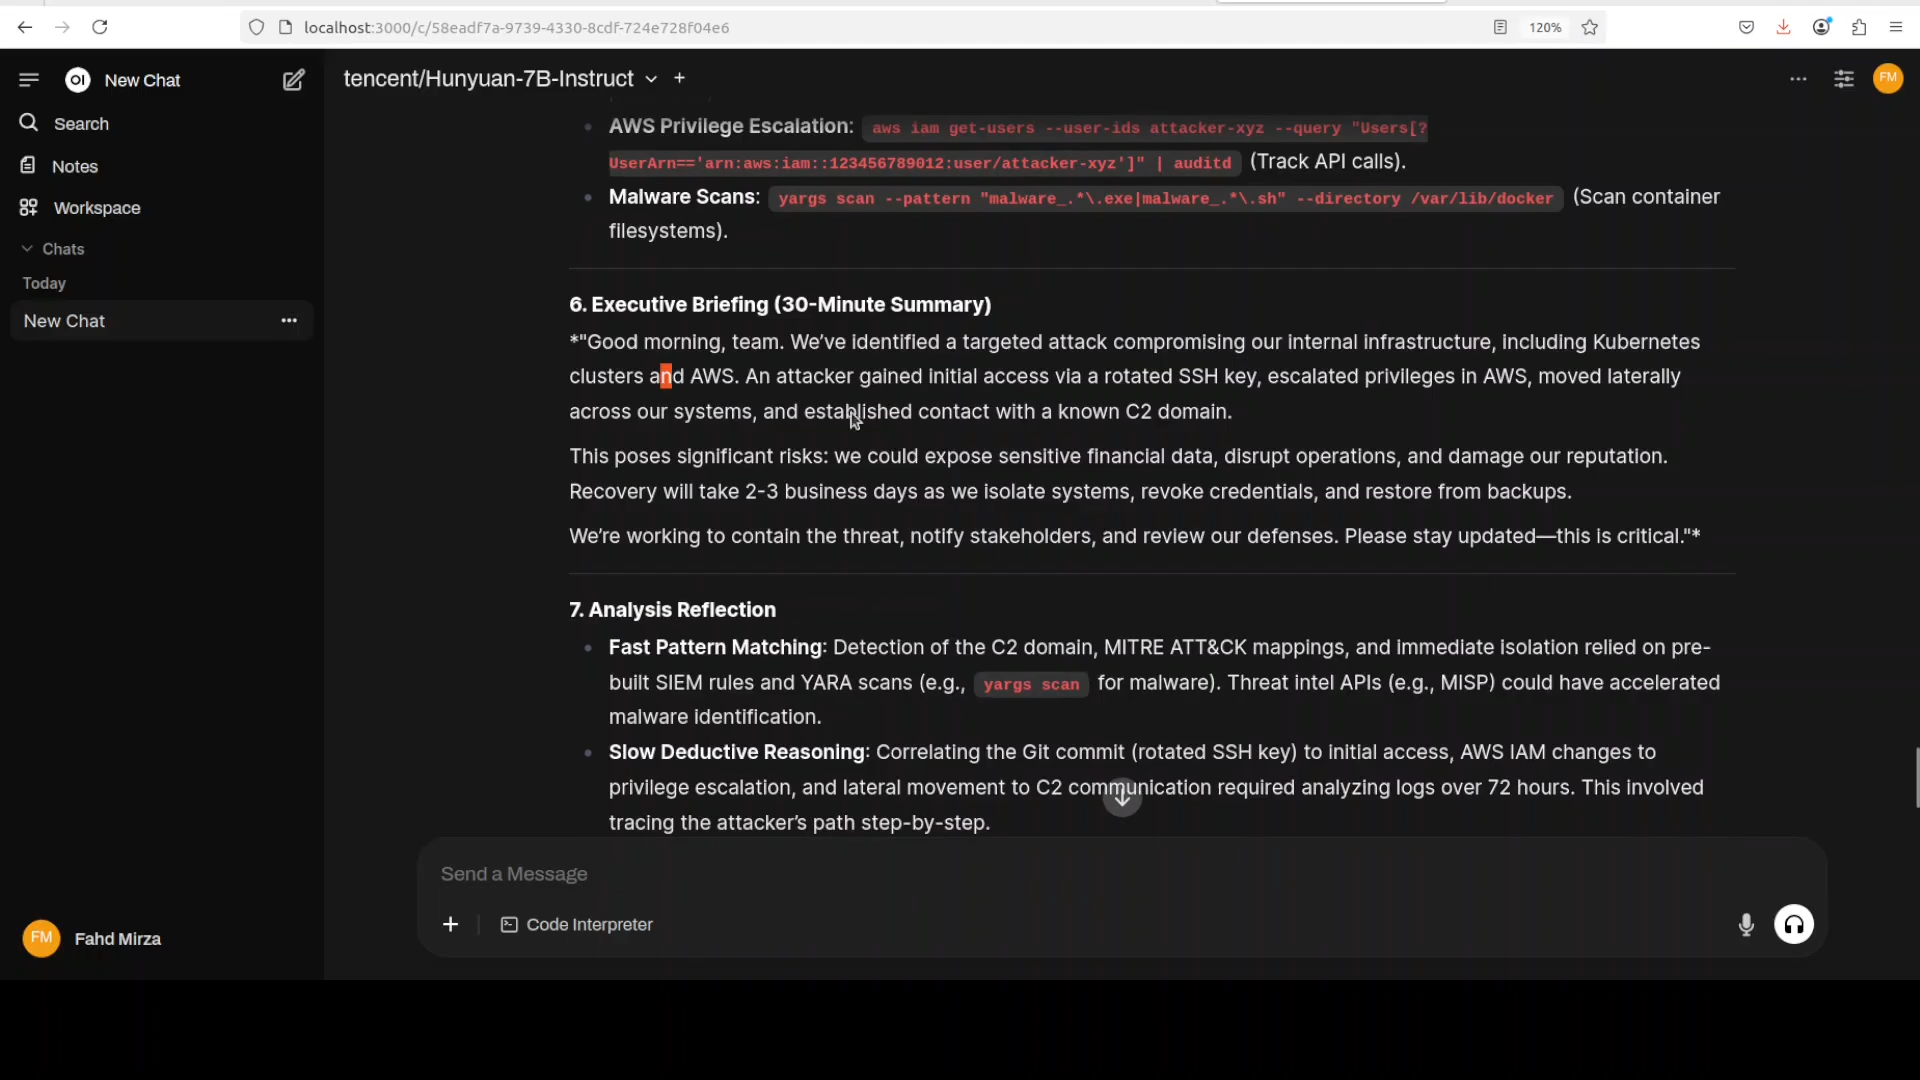 localhost:3000/c/58eadf7a-9739-4330-8cdf-724e728f04e6
120%
OI New Chat
Search
Notes
Workspace
Chats
Today
New Chat
FM Fahd Mirza
tencent/Hunyuan-7B-Instruct
FM
AWS Privilege Escalation: aws iam get-users --user-ids attacker-xyz --query "Users[?
UserArn=='arn:aws:iam::123456789012:user/attacker-xyz']" | auditd (Track API calls).
Malware Scans: yargs scan --pattern "malware_.*\.exe|malware_.*\.sh" --directory /var/lib/docker (Scan container
filesystems).
6. Executive Briefing (30-Minute Summary)
*"Good morning, team. We’ve identified a targeted attack compromising our internal infrastructure, including Kubernetes
clusters and AWS. An attacker gained initial access via a rotated SSH key, escalated privileges in AWS, moved laterally
across our systems, and established contact with a known C2 domain.
This poses significant risks: we could expose sensitive financial data, disrupt operations, and damage our reputation.
Recovery will take 2-3 business days as we isolate systems, revoke credentials, and restore from backups.
We’re working to contain the threat, notify stakeholders, and review our defenses. Please stay updated—this is critical."*
7. Analysis Reflection
Fast Pattern Matching: Detection of the C2 domain, MITRE ATT&CK mappings, and immediate isolation relied on pre-
built SIEM rules and YARA scans (e.g., yargs scan for malware). Threat intel APIs (e.g., MISP) could have accelerated
malware identification.
Slow Deductive Reasoning: Correlating the Git commit (rotated SSH key) to initial access, AWS IAM changes to
privilege escalation, and lateral movement to C2 communication required analyzing logs over 72 hours. This involved
tracing the attacker’s path step-by-step.
Send a Message
Code Interpreter